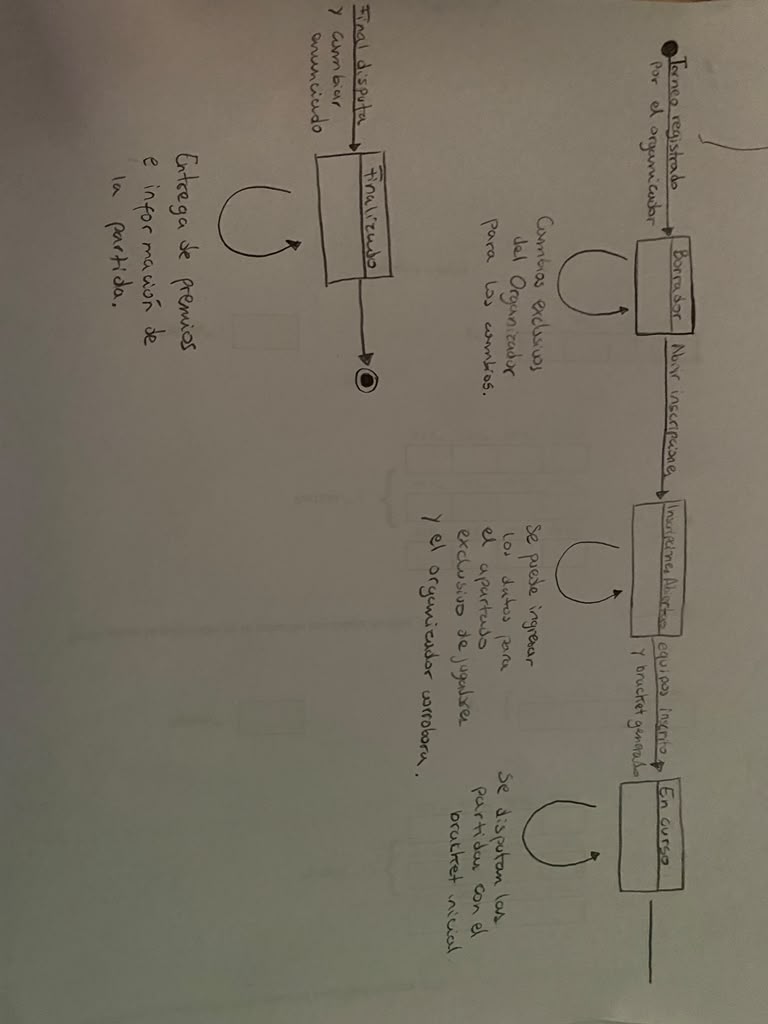 Torneo registrado
por el organizador
Borrador
Cambios exclusivos
del Organizador
para los cambios.
Abrir inscripciones
Inscripciones Abiertas
Se puede ingresar
los datos para
el apartado
exclusivo de jugadores
y el organizador corrobora.
equipos inscrito
y bracket generado
En curso
Se disputan las
partidas con el
bracket inicial
Final disputa
y cambiar
anunciado
Finalizado
Entrega de premios
e información de
la partida.